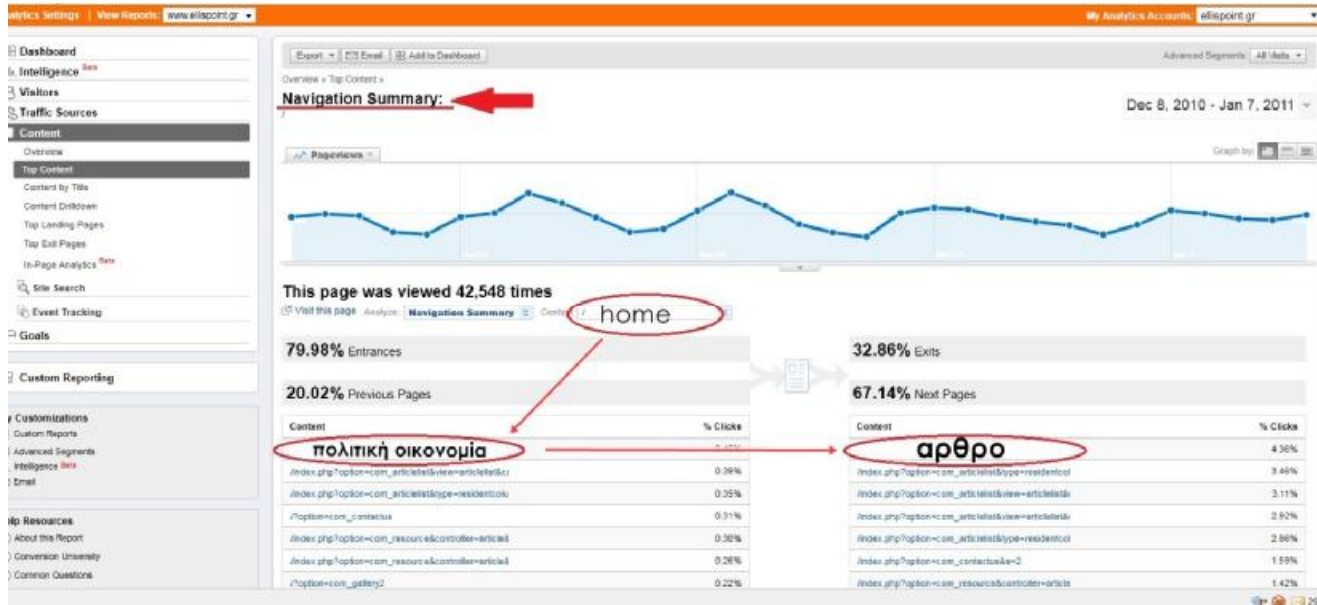 alytics Settings | View Reports: www.ellispoint.gr
My Analytics Accounts: ellispoint.gr
Dashboard
Intelligence Beta
Visitors
Traffic Sources
Content
Overview
Top Content
Content by Title
Content Drilldown
Top Landing Pages
Top Exit Pages
In-Page Analytics Beta
Site Search
Event Tracking
Goals
Custom Reporting
Customizations
Custom Reports
Advanced Segments
Intelligence Beta
Email
lp Resources
About this Report
Conversion University
Common Questions
Export Email Add to Dashboard
Advanced Segments: All Visits
Overview » Top Content »
Navigation Summary:
/
Dec 8, 2010 - Jan 7, 2011
Pageviews
Graph by:
This page was viewed 42,548 times
Visit this page Analyze: Navigation Summary / home
79.98% Entrances
32.86% Exits
20.02% Previous Pages
67.14% Next Pages
Content % Clicks
πολιτική οικονομία
/index.php?option=com_articlelist&view=articlelist&c 0.39%
/index.php?option=com_articlelist&type=residentcolu 0.35%
/?option=com_contactus 0.31%
/index.php?option=com_resource&controller=article& 0.30%
/index.php?option=com_resource&controller=article& 0.26%
/?option=com_gallery2 0.22%
Content % Clicks
αρθρο 4.36%
/index.php?option=com_articlelist&type=residentcol 3.46%
/index.php?option=com_articlelist&view=articlelist& 3.11%
/index.php?option=com_articlelist&view=articlelist& 2.92%
/index.php?option=com_articlelist&type=residentcol 2.86%
/index.php?option=com_contactus&s=2 1.59%
/index.php?option=com_resource&controller=article 1.42%